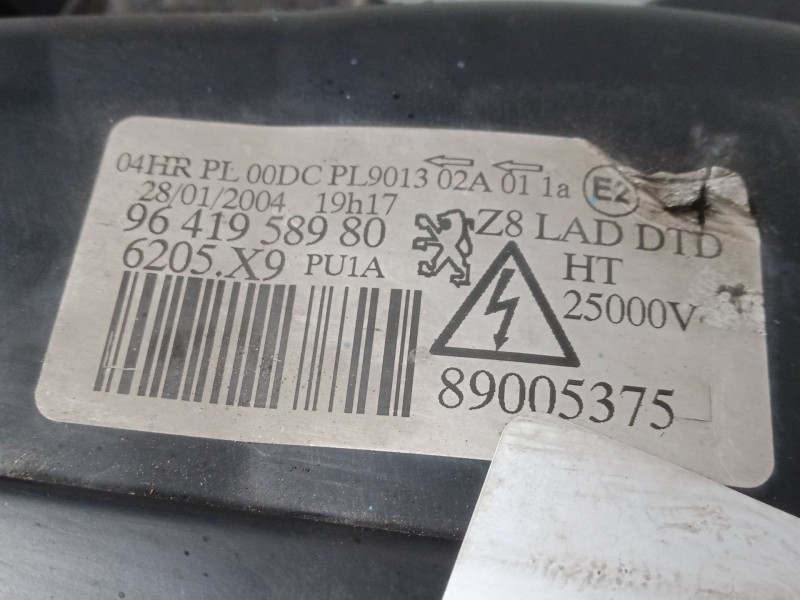 04HR PL 00DC PL9013 02A 01 1a E2
28/01/2004 19h17
96 419 589 80
6205.X9 PU1A
Z8 LAD DTD
HT
25000V
89005375